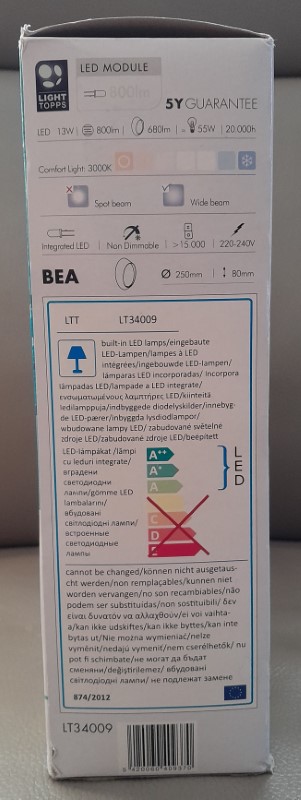 LIGHT
TOPPS
LED MODULE
800lm
5Y GUARANTEE
LED 13W 800lm 680lm = 55W 20.000h
Comfort Light: 3000K
Spot beam Wide beam
Integrated LED Non Dimmable >15.000 220-240V
BEA Ø 250mm 80mm
LTT LT34009
built-in LED lamps/eingebaute
LED-Lampen/lampes à LED
intégrées/ingebouwde LED-lampen/
lámparas LED incorporadas/ Incorpora
lâmpadas LED/lampade a LED integrate/
ενσωματωμένους λαμπτήρες LED/kiinteitä
ledilamppuja/indbyggede diodelyskilder/innebyg-
de LED-pærer/inbyggda lysdiodlampor/
wbudowane lampy LED/ zabudované světelné
zdroje LED/zabudované zdroje LED/beépített
LED-lámpákat /lămpi
cu leduri integrate/
вградени
светодиодни
лампи/gömme LED
lambaların/
вбудовані
світлодіодні лампи/
встроенные
светодиодные
лампы
A++
A+
A
C
D
LED
cannot be changed/können nicht ausgetaus-
cht werden/non remplaçables/kunnen niet
worden vervangen/no son recambiables/não
podem ser substituídas/non sostituibili/ δεν
είναι δυνατόν να αλλαχθούν/ei voi vaihta-
a/kan ikke udskiftes/kan ikke byttes/kan inte
bytas ut/Nie można wymieniać/nelze
vyměnit/nedajú vymeniť/nem cserélhetők/ nu
pot fi schimbate/не могат да бъдат
сменяни/değiştirilemez/ вбудовані
світлодіодні лампи/ не подлежат замене
874/2012
LT34009